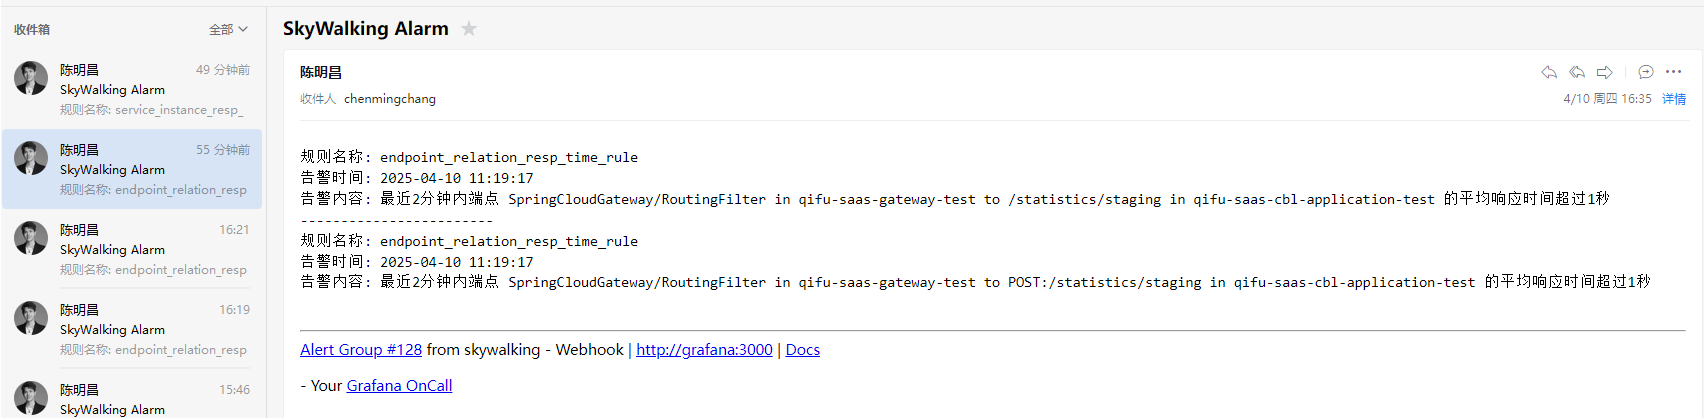 收件箱
全部
陈明昌
49 分钟前
SkyWalking Alarm
规则名称: service_instance_resp_
陈明昌
55 分钟前
SkyWalking Alarm
规则名称: endpoint_relation_resp
陈明昌
16:21
SkyWalking Alarm
规则名称: endpoint_relation_resp
陈明昌
16:19
SkyWalking Alarm
规则名称: endpoint_relation_resp
陈明昌
15:46
SkyWalking Alarm
SkyWalking Alarm
陈明昌
收件人 chenmingchang
4/10 周四 16:35 详情
规则名称: endpoint_relation_resp_time_rule
告警时间: 2025-04-10 11:19:17
告警内容: 最近2分钟内端点 SpringCloudGateway/RoutingFilter in qifu-saas-gateway-test to /statistics/staging in qifu-saas-cbl-application-test 的平均响应时间超过1秒
------------------------
规则名称: endpoint_relation_resp_time_rule
告警时间: 2025-04-10 11:19:17
告警内容: 最近2分钟内端点 SpringCloudGateway/RoutingFilter in qifu-saas-gateway-test to POST:/statistics/staging in qifu-saas-cbl-application-test 的平均响应时间超过1秒
Alert Group #128 from skywalking - Webhook | http://grafana:3000 | Docs
- Your Grafana OnCall